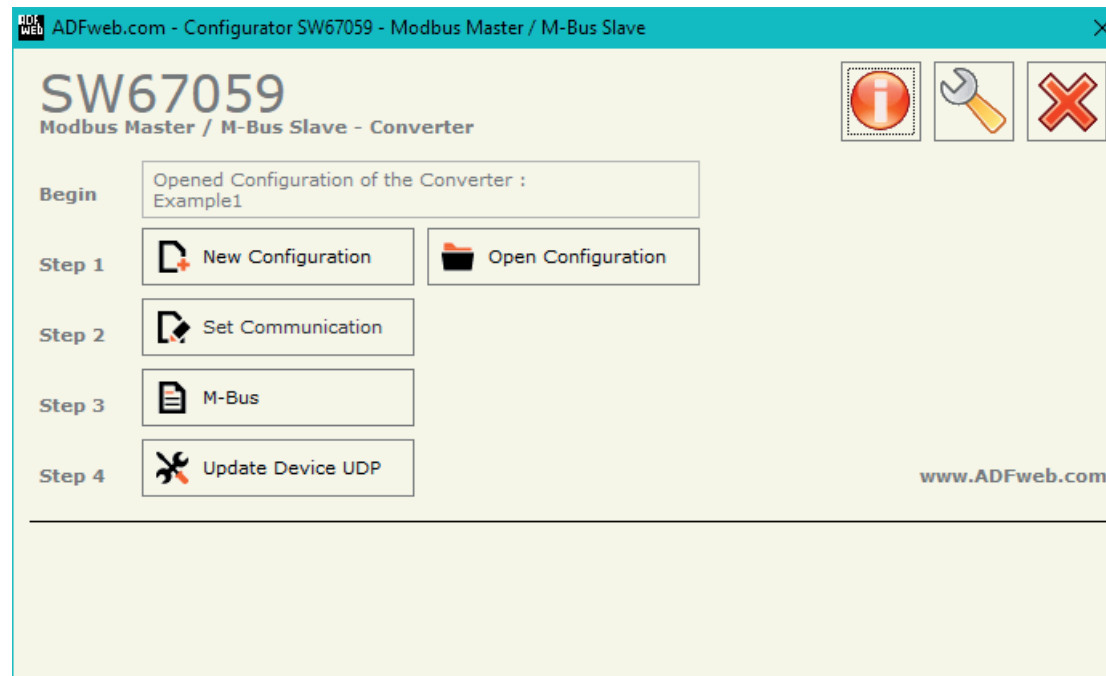 ADF
WEB
ADFweb.com - Configurator SW67059 - Modbus Master / M-Bus Slave
SW67059
Modbus Master / M-Bus Slave - Converter
Begin
Opened Configuration of the Converter :
Example1
Step 1
New Configuration
Open Configuration
Step 2
Set Communication
Step 3
M-Bus
Step 4
Update Device UDP
www.ADFweb.com